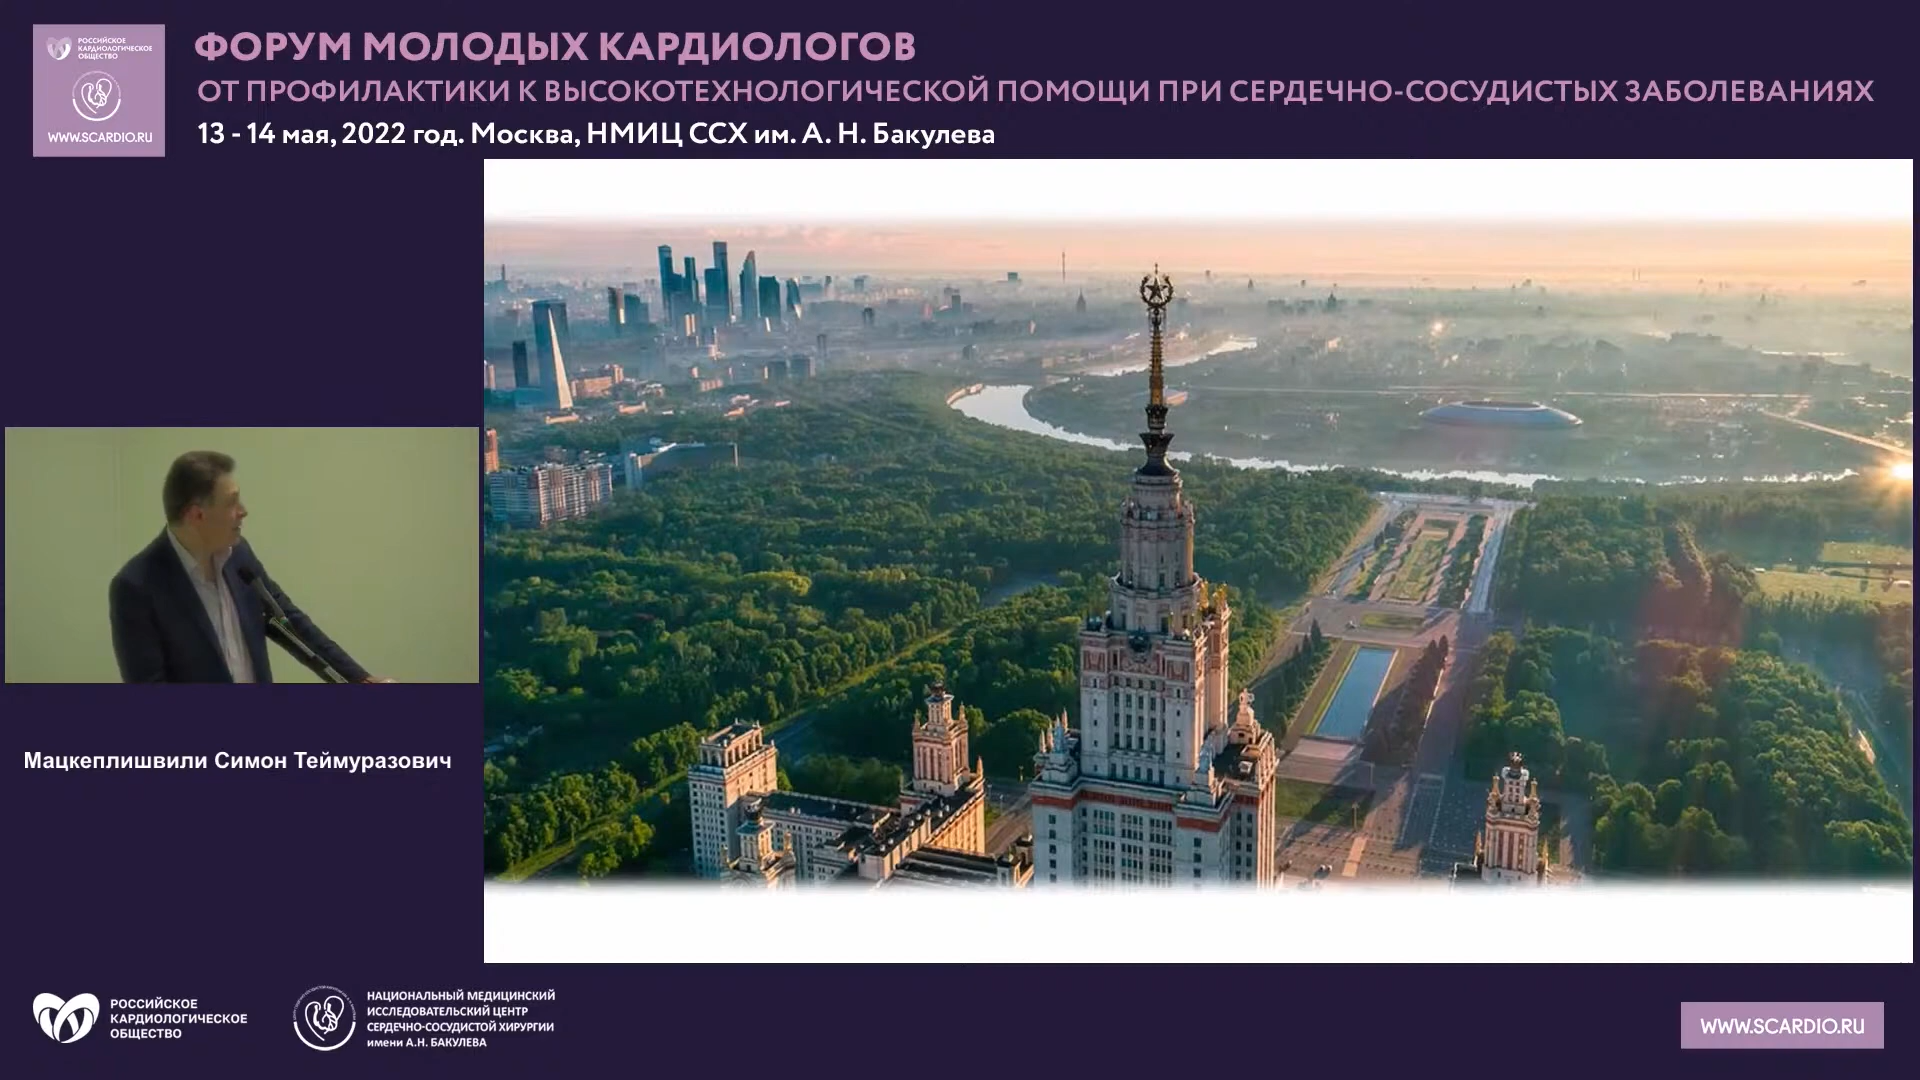 РОССИЙСКОЕ
КАРДИОЛОГИЧЕСКОЕ
ОБЩЕСТВО
WWW.SCARDIO.RU
ФОРУМ МОЛОДЫХ КАРДИОЛОГОВ
ОТ ПРОФИЛАКТИКИ К ВЫСОКОТЕХНОЛОГИЧЕСКОЙ ПОМОЩИ ПРИ СЕРДЕЧНО-СОСУДИСТЫХ ЗАБОЛЕВАНИЯХ
13 - 14 мая, 2022 год. Москва, НМИЦ ССХ им. А. Н. Бакулева
Мацкеплишвили Симон Теймуразович
РОССИЙСКОЕ
КАРДИОЛОГИЧЕСКОЕ
ОБЩЕСТВО
НАЦИОНАЛЬНЫЙ МЕДИЦИНСКИЙ
ИССЛЕДОВАТЕЛЬСКИЙ ЦЕНТР
СЕРДЕЧНО-СОСУДИСТОЙ ХИРУРГИИ
имени А.Н. БАКУЛЕВА
WWW.SCARDIO.RU